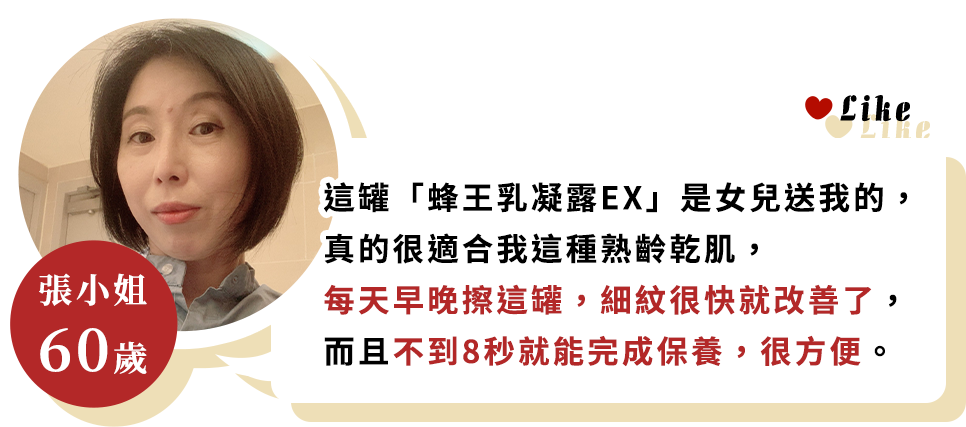 Like
Like
這罐「蜂王乳凝露EX」是女兒送我的，
真的很適合我這種熟齡乾肌，
每天早晚擦這罐，細紋很快就改善了，
而且不到8秒就能完成保養，很方便。
張小姐
60歲